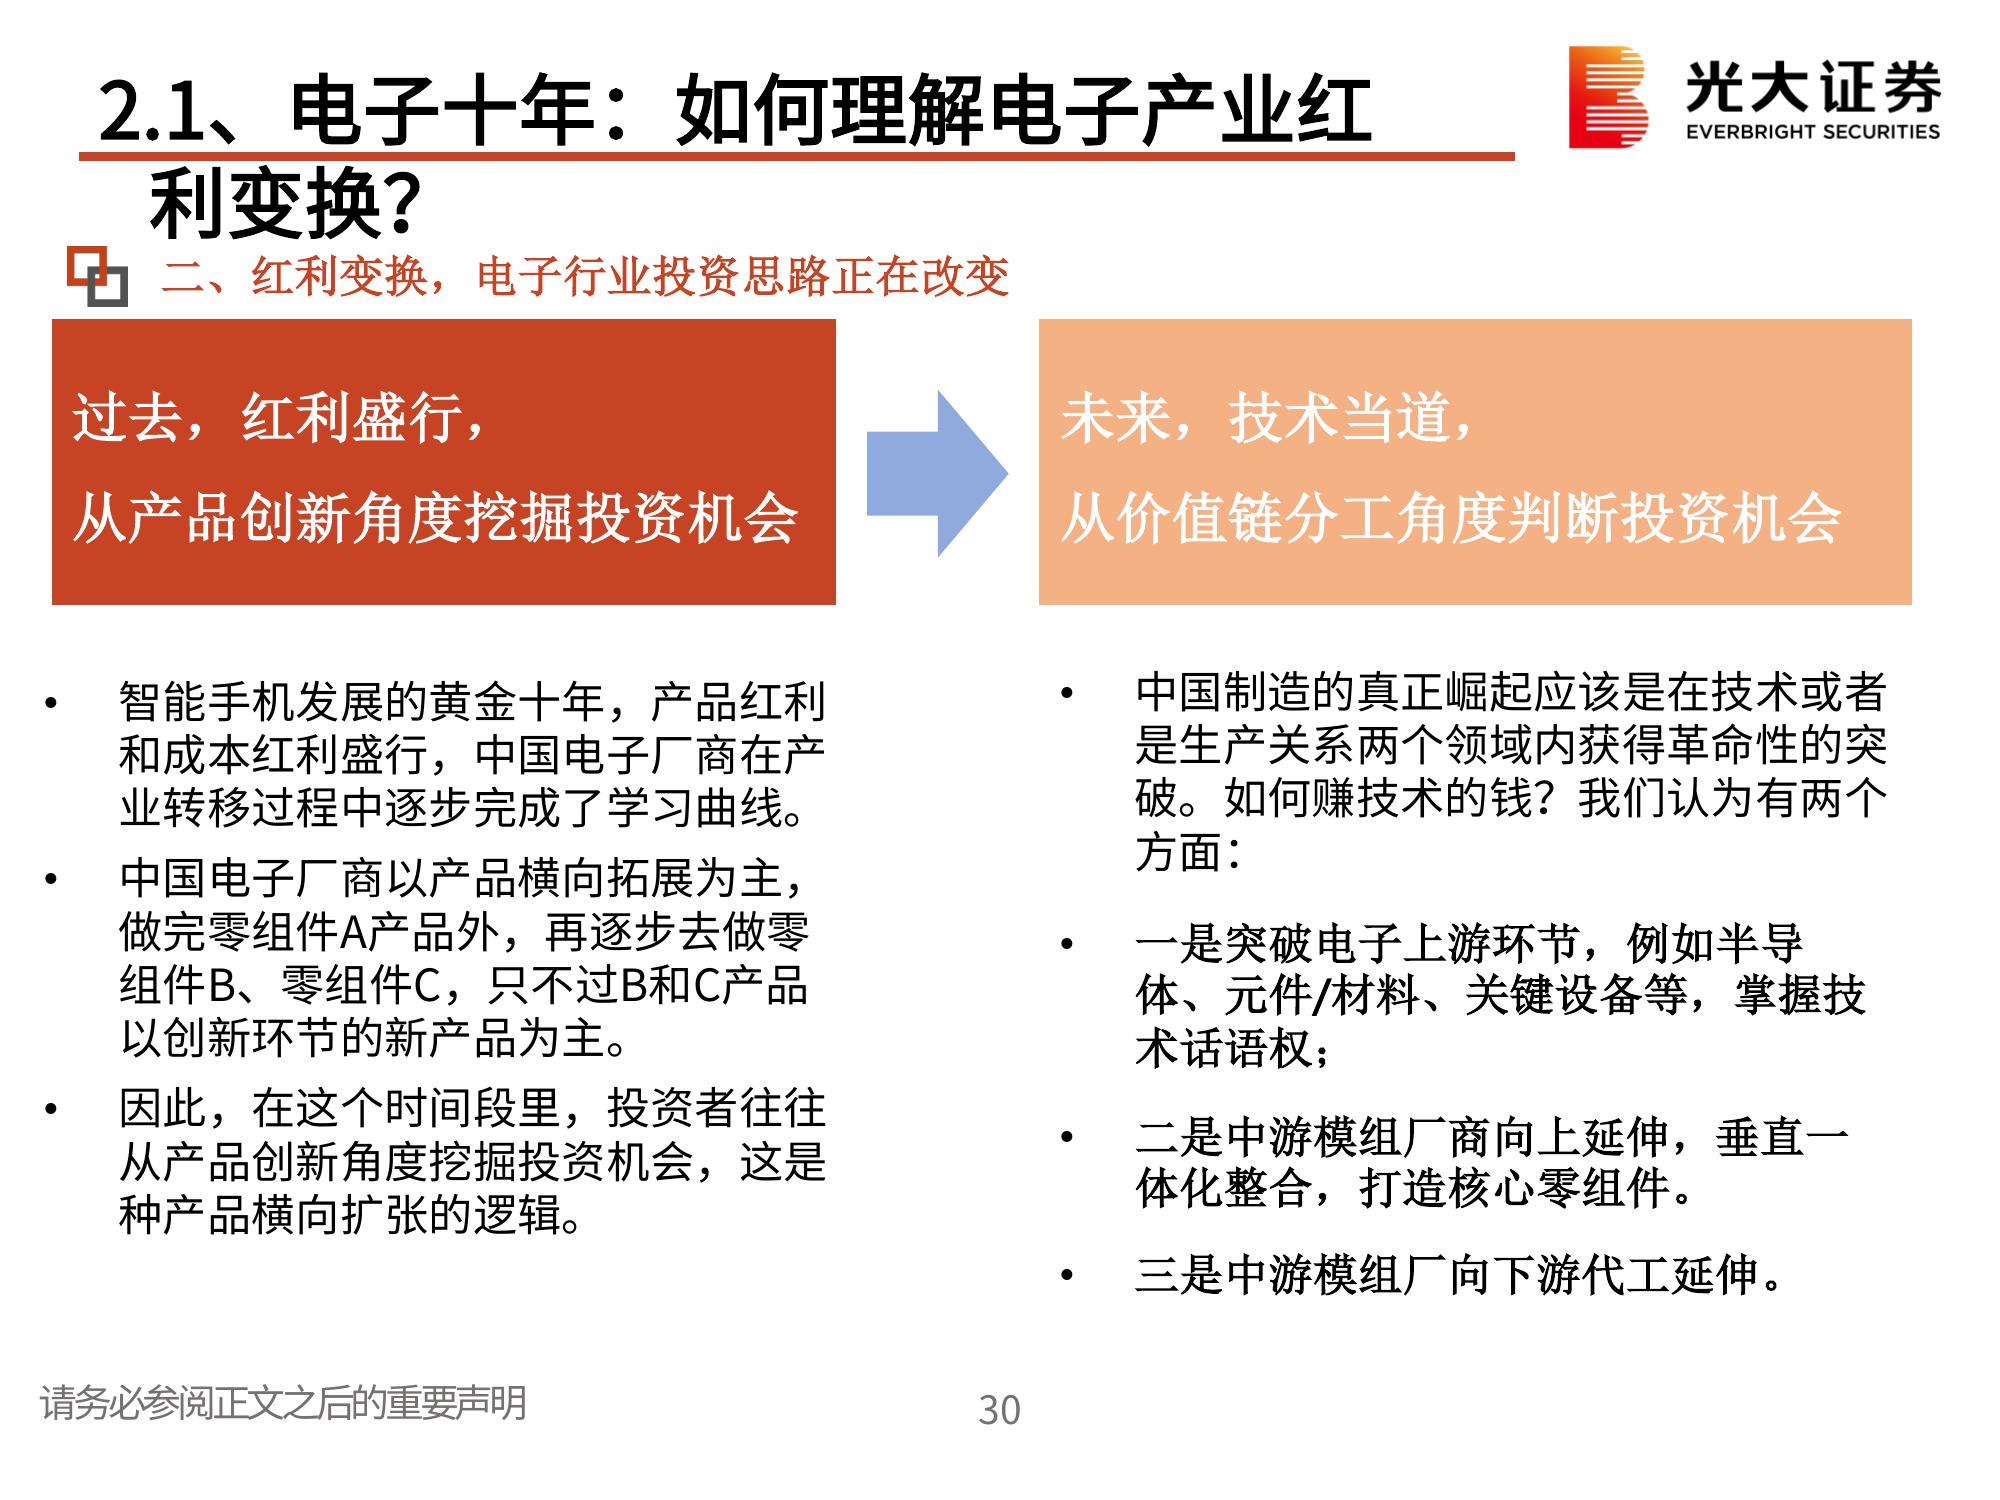 2.1、电子十年：如何理解电子产业红
利变换？
光大证券
EVERBRIGHT SECURITIES
二、红利变换，电子行业投资思路正在改变
过去，红利盛行，
从产品创新角度挖掘投资机会
未来，技术当道，
从价值链分工角度判断投资机会
• 智能手机发展的黄金十年，产品红利
和成本红利盛行，中国电子厂商在产
业转移过程中逐步完成了学习曲线。
• 中国电子厂商以产品横向拓展为主，
做完零组件A产品外，再逐步去做零
组件B、零组件C，只不过B和C产品
以创新环节的新产品为主。
• 因此，在这个时间段里，投资者往往
从产品创新角度挖掘投资机会，这是
种产品横向扩张的逻辑。
• 中国制造的真正崛起应该是在技术或者
是生产关系两个领域内获得革命性的突
破。如何赚技术的钱？我们认为有两个
方面：
• 一是突破电子上游环节，例如半导
体、元件/材料、关键设备等，掌握技
术话语权；
• 二是中游模组厂商向上延伸，垂直一
体化整合，打造核心零组件。
• 三是中游模组厂向下游代工延伸。
请务必参阅正文之后的重要声明
30